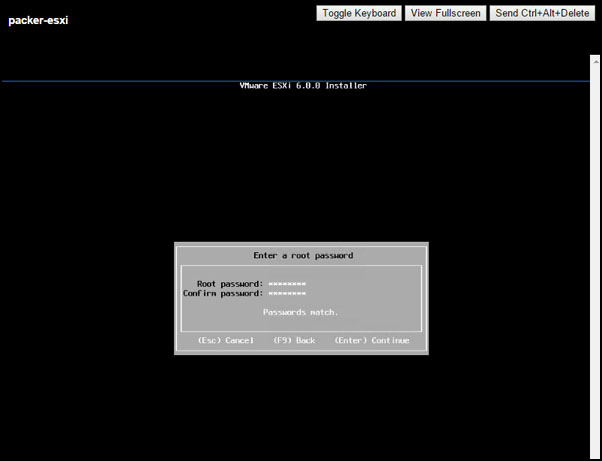 packer-esxi
Toggle Keyboard View Fullscreen Send Ctrl+Alt+Delete
VMware ESXi 6.0.0 Installer
Enter a root password
Root password: ********
Confirm password: ********
Passwords match.
(Esc) Cancel (F9) Back (Enter) Continue